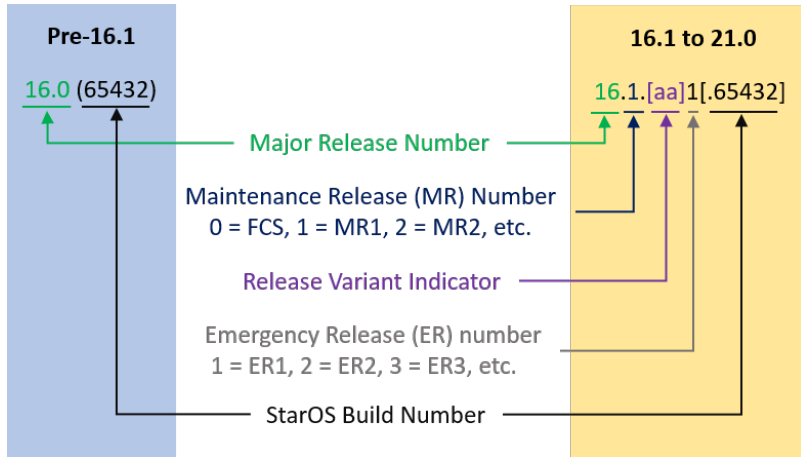 Pre-16.1
16.1 to 21.0
16.0 (65432)
16.1.[aa]1[.65432]
Major Release Number
Maintenance Release (MR) Number
0 = FCS, 1 = MR1, 2 = MR2, etc.
Release Variant Indicator
Emergency Release (ER) number
1 = ER1, 2 = ER2, 3 = ER3, etc.
StarOS Build Number